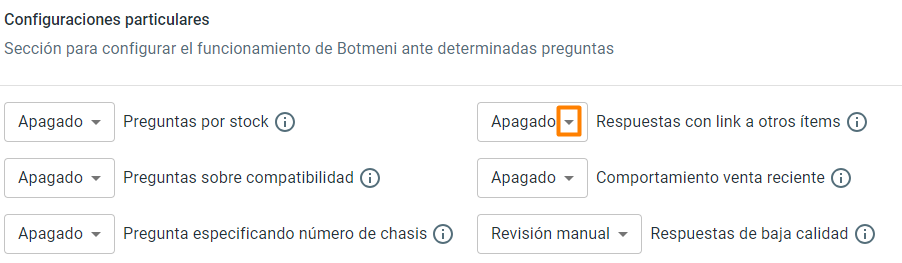 Configuraciones particulares
Sección para configurar el funcionamiento de Botmeni ante determinadas preguntas
Apagado Preguntas por stock Apagado Respuestas con link a otros ítems
Apagado Preguntas sobre compatibilidad Apagado Comportamiento venta reciente
Apagado Pregunta especificando número de chasis Revisión manual Respuestas de baja calidad